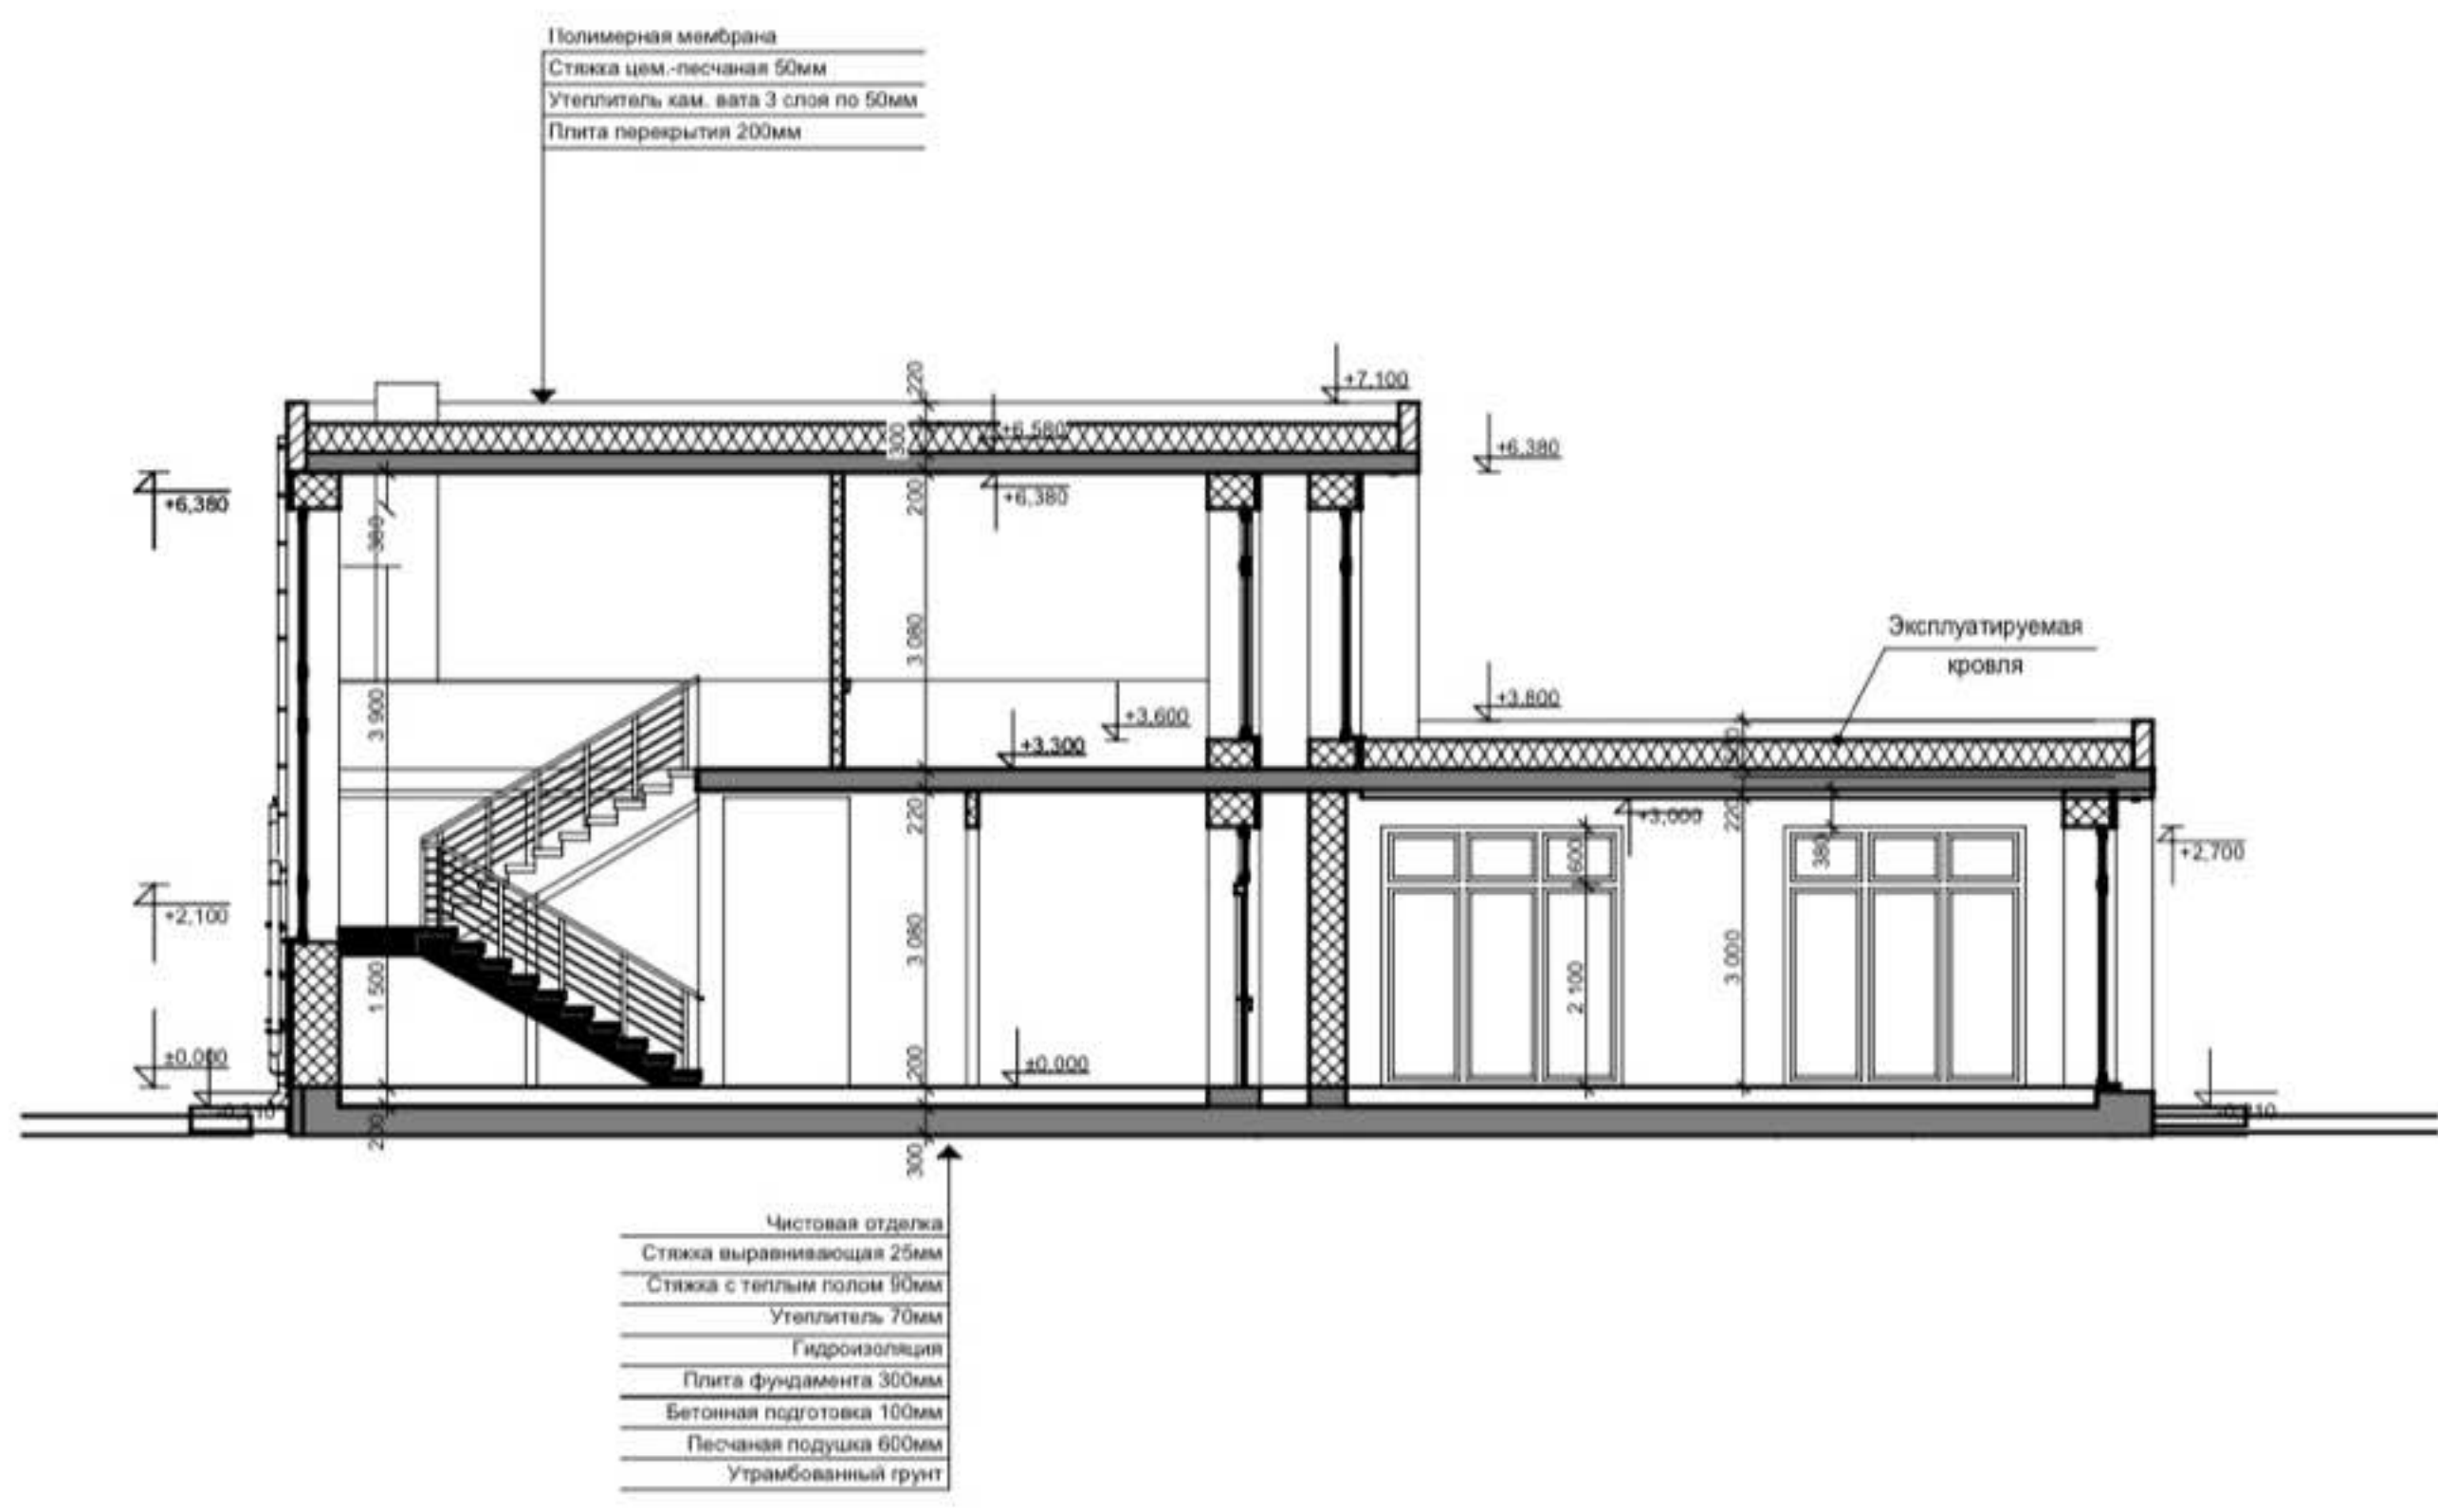 Полимерная мембрана
Стяжка цем.-песчаная 50мм
Утеплитель кам. вата 3 слоя по 50мм
Плита перекрытия 200мм
220
+7,100
300
+6,580
+6,380
+6,380
200
+6,380
380
3 080
Эксплуатируемая
кровля
3 900
+3,800
+3,600
+3,300
220
220
+3,000
600
380
+2,700
+2,100
3 080
3 000
1 500
2 100
±0,000
200
±0,000
200
300
Чистовая отделка
Стяжка выравнивающая 25мм
Стяжка с теплым полом 90мм
Утеплитель 70мм
Гидроизоляция
Плита фундамента 300мм
Бетонная подготовка 100мм
Песчаная подушка 600мм
Утрамбованный грунт